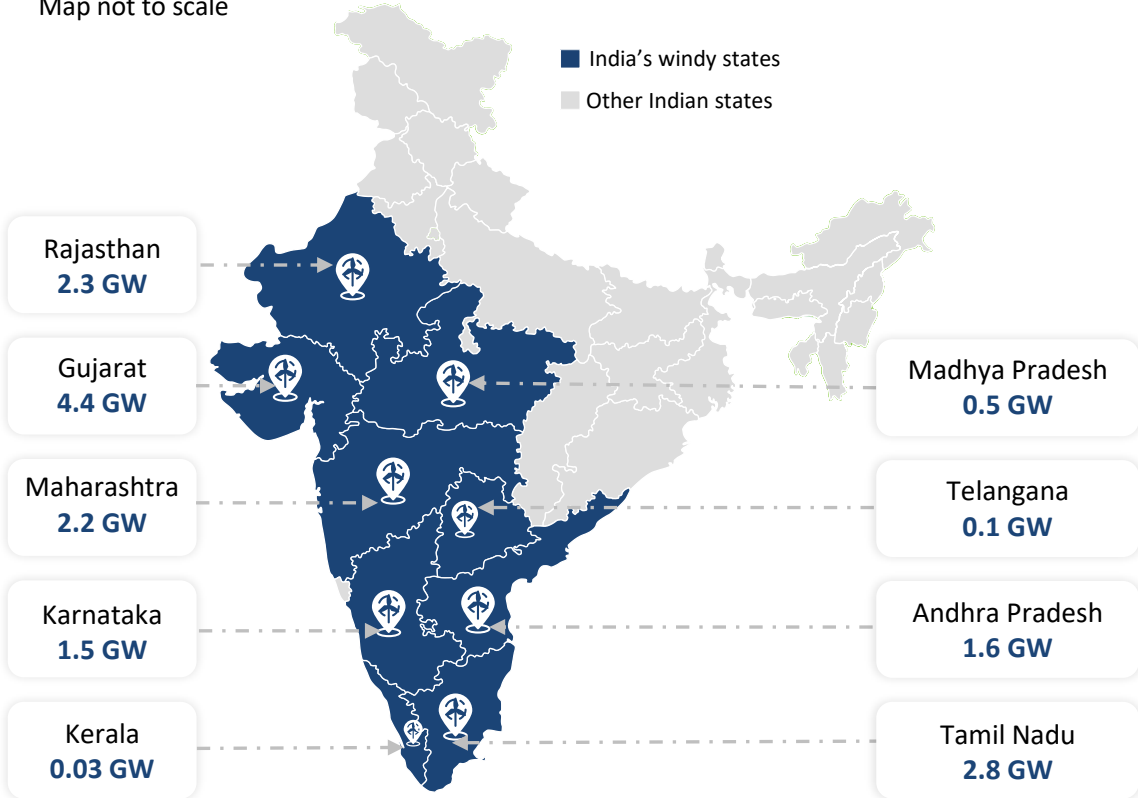 Map not to scale
India’s windy states
Other Indian states
Rajasthan
2.3 GW
Gujarat
4.4 GW
Maharashtra
2.2 GW
Karnataka
1.5 GW
Kerala
0.03 GW
Madhya Pradesh
0.5 GW
Telangana
0.1 GW
Andhra Pradesh
1.6 GW
Tamil Nadu
2.8 GW